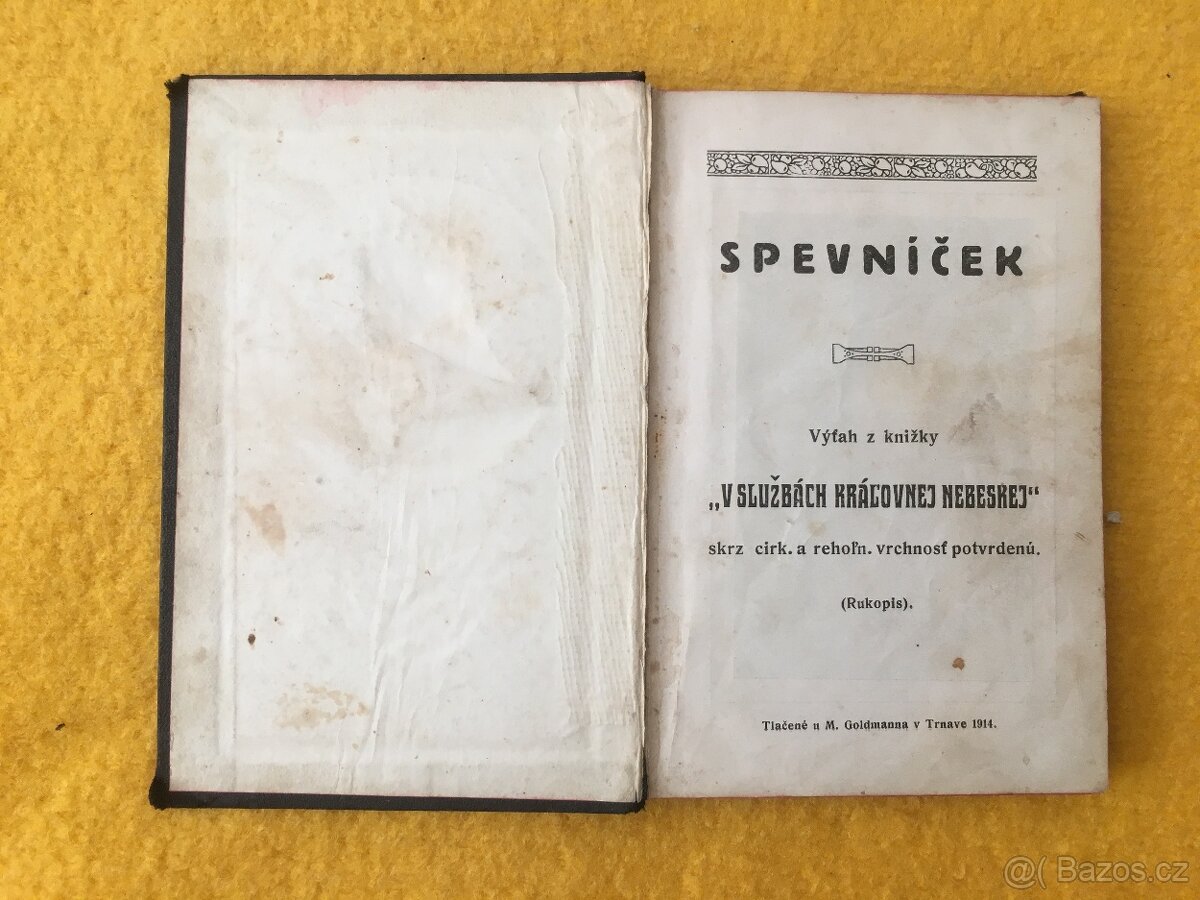 SPEVNÍČEK
Výťah z knižky
„V SLUŽBÁCH KRÁĽOVNEJ NEBESKEJ“
skrz cirk. a rehoľn. vrchnosť potvrdenú.
(Rukopis).
Tlačené u M. Goldmanna v Trnave 1914.
@( Bazos.cz